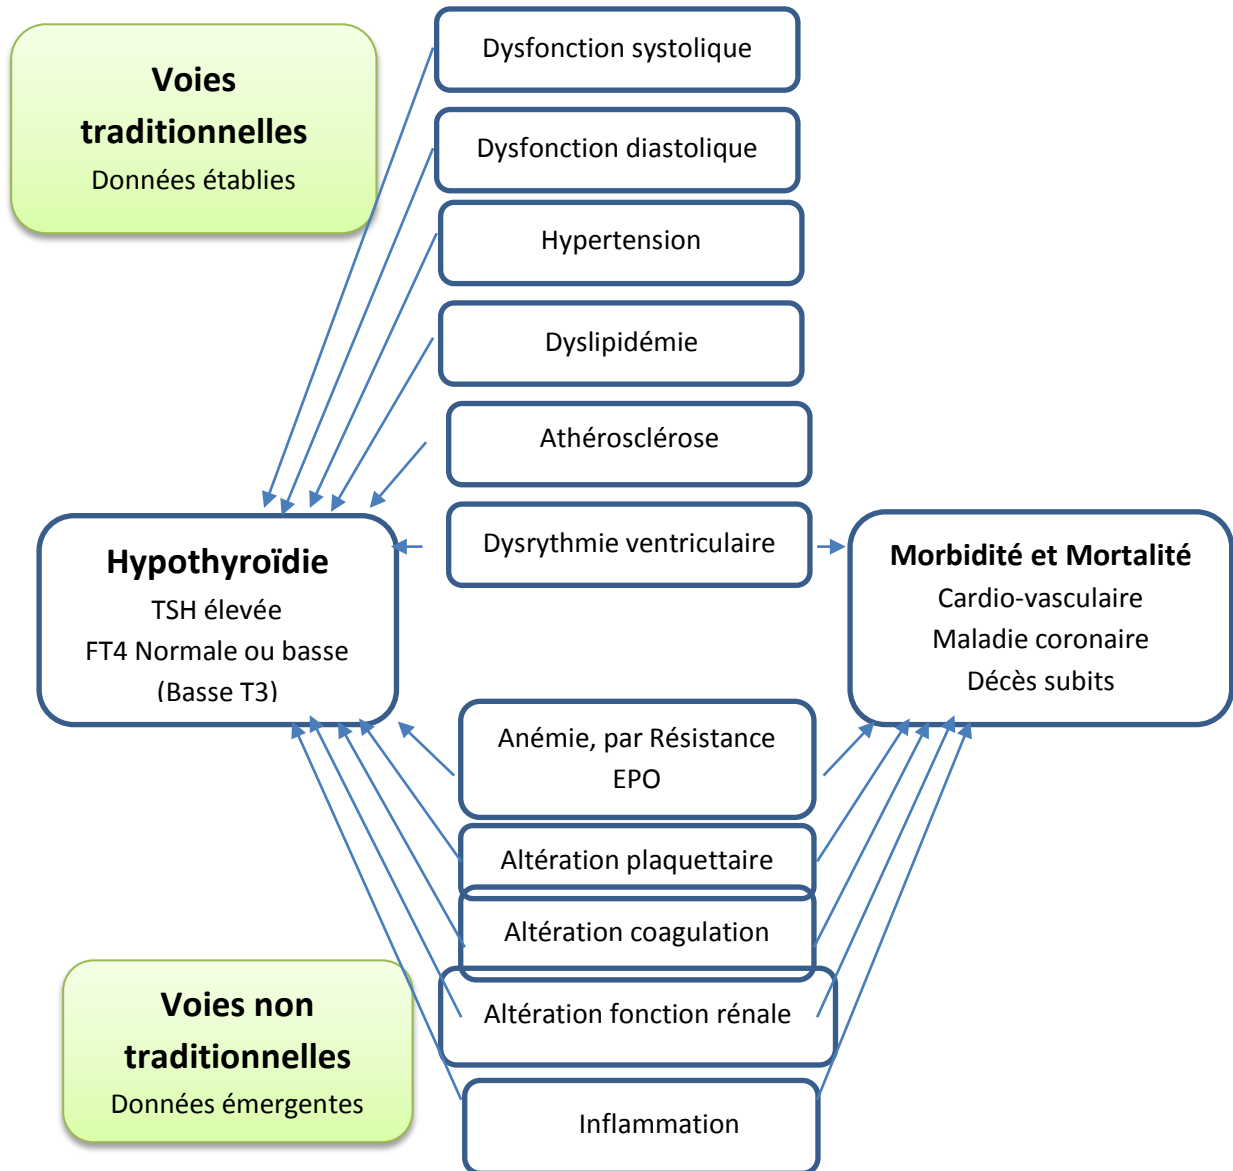 Voies
traditionnelles
Données établies
Dysfonction systolique
Dysfonction diastolique
Hypertension
Dyslipidémie
Athérosclérose
Dysrythmie ventriculaire
Hypothyroïdie
TSH élevée
FT4 Normale ou basse
(Basse T3)
Morbidité et Mortalité
Cardio-vasculaire
Maladie coronaire
Décès subits
Anémie, par Résistance
EPO
Altération plaquettaire
Altération coagulation
Altération fonction rénale
Inflammation
Voies non
traditionnelles
Données émergentes